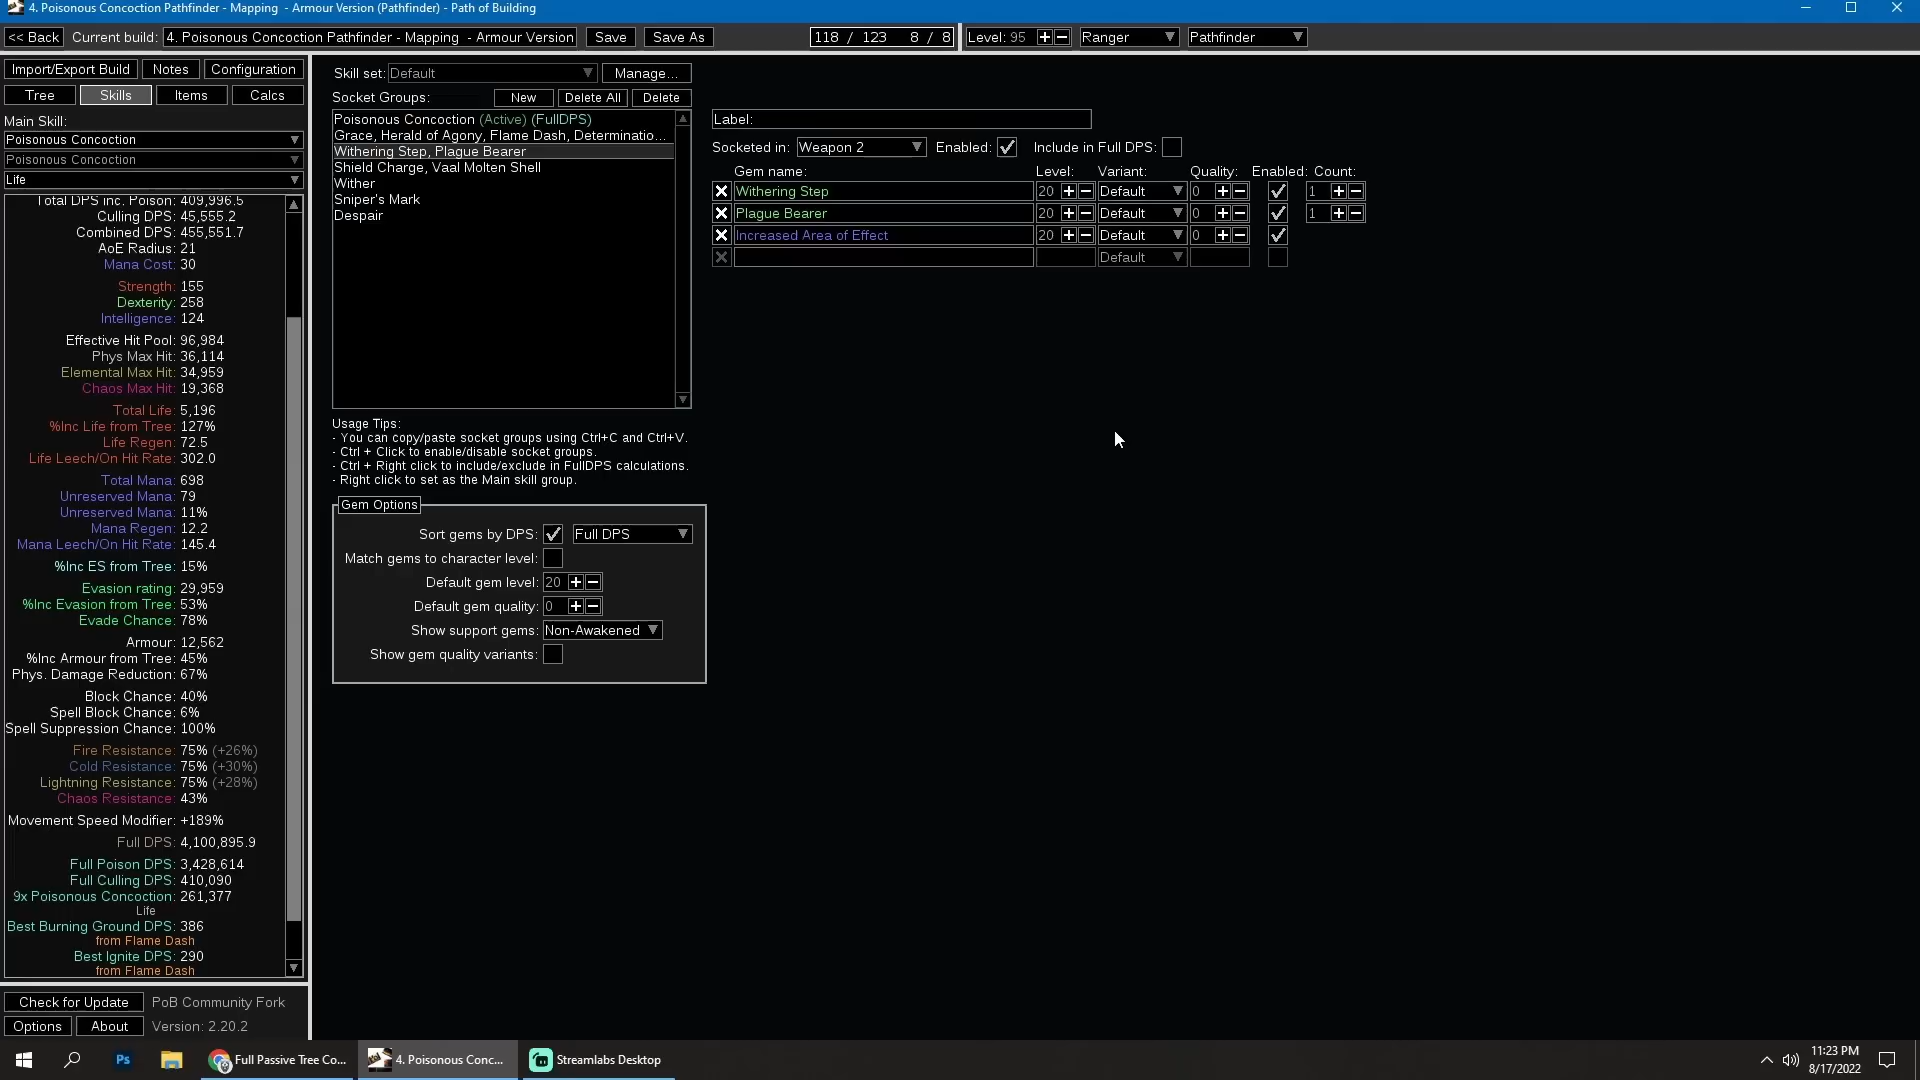 4. Poisonous Concoction Pathfinder - Mapping  - Armour Version (Pathfinder) - Path of Building
<< Back
Current build:
4. Poisonous Concoction Pathfinder - Mapping  - Armour Version
Save
Save As
118 / 123   8 / 8
Level: 95
Ranger
Pathfinder
Import/Export Build
Notes
Configuration
Tree
Skills
Items
Calcs
Main Skill:
Poisonous Concoction
Poisonous Concoction
Life
Total DPS inc. Poison: 409,996.5
Culling DPS: 45,555.2
Combined DPS: 455,551.7
AoE Radius: 21
Mana Cost: 30
Strength: 155
Dexterity: 258
Intelligence: 124
Effective Hit Pool: 96,984
Phys Max Hit: 36,114
Elemental Max Hit: 34,959
Chaos Max Hit: 19,368
Total Life: 5,196
%Inc Life from Tree: 127%
Life Regen: 72.5
Life Leech/On Hit Rate: 302.0
Total Mana: 698
Unreserved Mana: 79
Unreserved Mana: 11%
Mana Regen: 12.2
Mana Leech/On Hit Rate: 145.4
%Inc ES from Tree: 15%
Evasion rating: 29,959
%Inc Evasion from Tree: 53%
Evade Chance: 78%
Armour: 12,562
%Inc Armour from Tree: 45%
Phys. Damage Reduction: 67%
Block Chance: 40%
Spell Block Chance: 6%
Spell Suppression Chance: 100%
Fire Resistance: 75% (+26%)
Cold Resistance: 75% (+30%)
Lightning Resistance: 75% (+28%)
Chaos Resistance: 43%
Movement Speed Modifier: +189%
Full DPS: 4,100,895.9
Full Poison DPS: 3,428,614
Full Culling DPS: 410,090
9x Poisonous Concoction: 261,377
Life
Best Burning Ground DPS: 386
from Flame Dash
Best Ignite DPS: 290
from Flame Dash
Check for Update
PoB Community Fork
Options
About
Version: 2.20.2
Skill set: Default
Manage...
Socket Groups:
New
Delete All
Delete
Poisonous Concoction (Active) (FullDPS)
Grace, Herald of Agony, Flame Dash, Determinatio...
Withering Step, Plague Bearer
Shield Charge, Vaal Molten Shell
Wither
Sniper's Mark
Despair
Usage Tips:
- You can copy/paste socket groups using Ctrl+C and Ctrl+V.
- Ctrl + Click to enable/disable socket groups.
- Ctrl + Right click to include/exclude in FullDPS calculations.
- Right click to set as the Main skill group.
Gem Options
Sort gems by DPS:
Full DPS
Match gems to character level:
Default gem level: 20
Default gem quality: 0
Show support gems: Non-Awakened
Show gem quality variants:
Label:
Socketed in: Weapon 2
Enabled:
Include in Full DPS:
Gem name:
Level:
Variant:
Quality:
Enabled:
Count:
Withering Step 20 Default 0 1
Plague Bearer 20 Default 0 1
Increased Area of Effect 20 Default 0
Default
Ps
Full Passive Tree Co...
4. Poisonous Conc...
Streamlabs Desktop
11:23 PM
8/17/2022